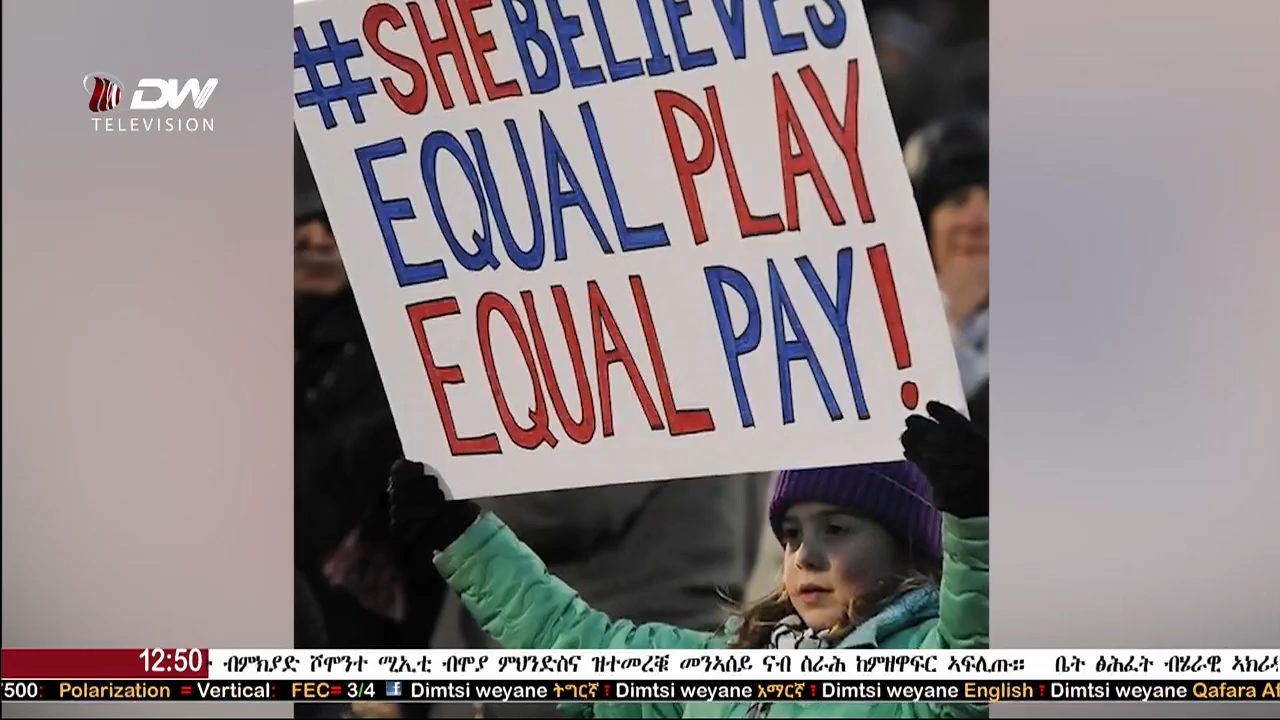 #SHEBELIEVES
EQUAL PLAY
EQUAL PAY!
DW
TELEVISION
12:50
ብምክያድ ሾሞንተ ሚኢቲ ብሞያ ምህንድስና ዝተመረቑ መንኣሰይ ናብ ስራሕ ከምዘዋፍር ኣፍሊጡ። ቤት ፅሕፈት ብሄራዊ
500: Polarization = Vertical: FEC= 3/4 Dimtsi weyane ትግርኛ ፣ Dimtsi weyane አማርኛ ፣ Dimtsi weyane English ፣ Dimtsi weyane Qafara